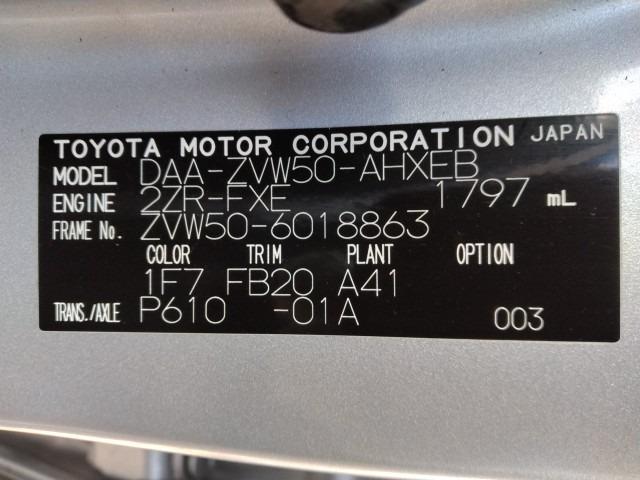 TOYOTA MOTOR CORPORATION JAPAN
MODEL DAA-ZVW50-AHXEB
ENGINE 2ZR-FXE 1797 mL
FRAME No. ZVW50-6018863
COLOR TRIM PLANT OPTION
1F7 FB20 A41
TRANS./AXLE P610 -01A 003